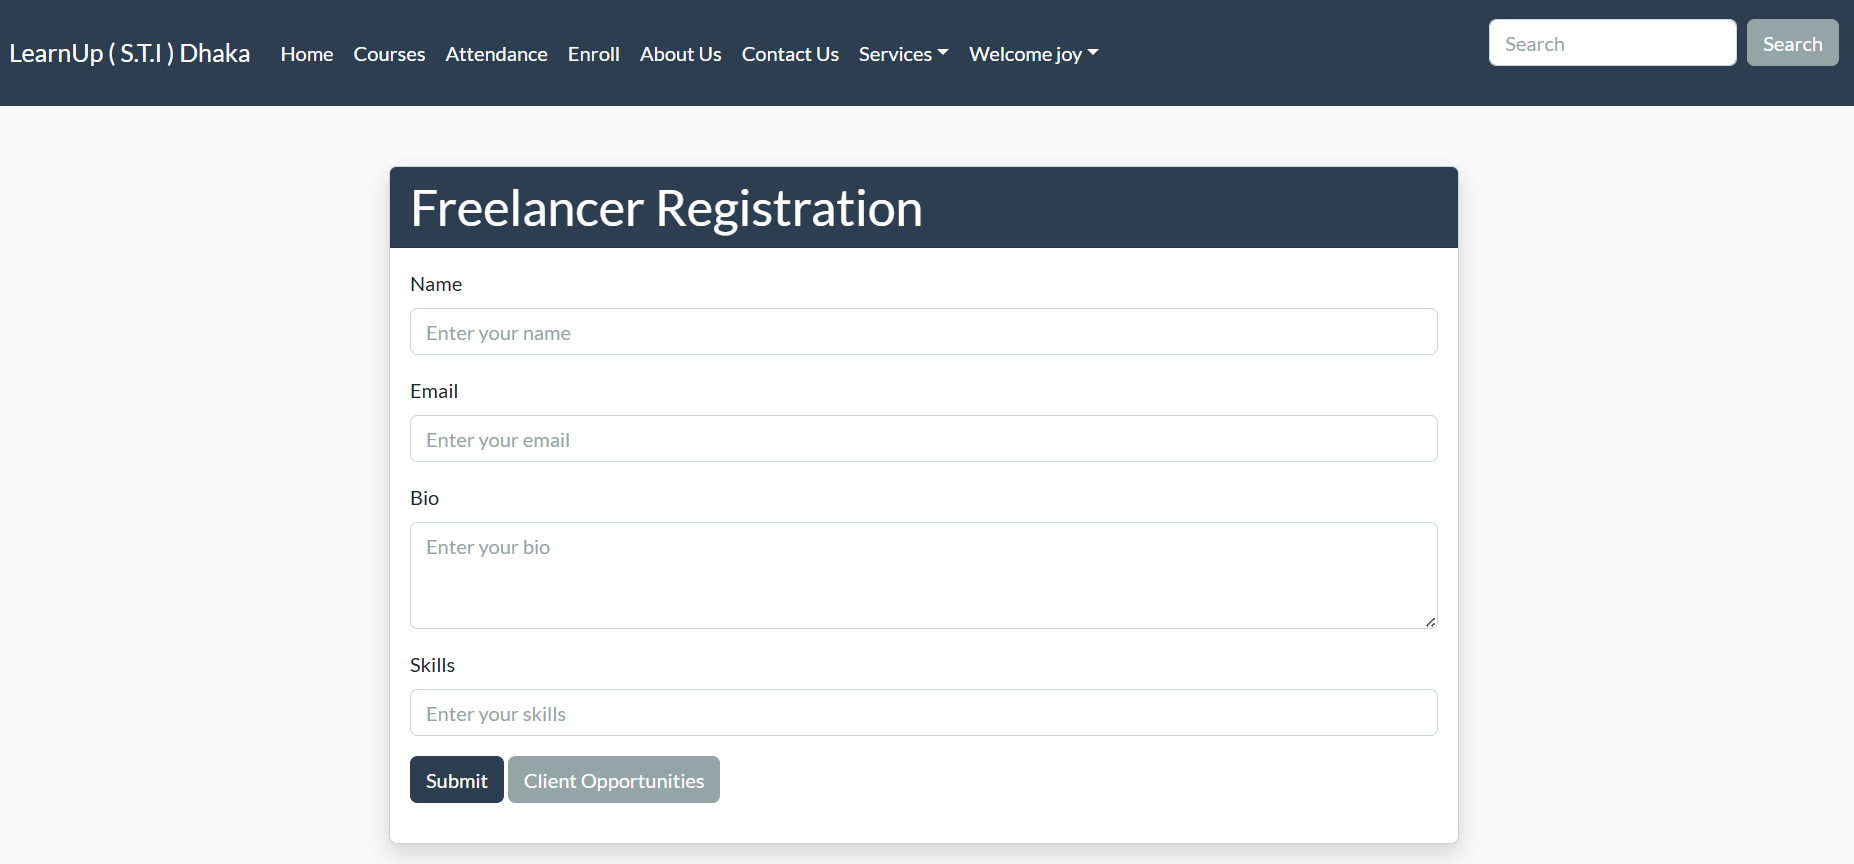 LearnUp ( S.T.I ) Dhaka Home Courses Attendance Enroll About Us Contact Us Services Welcome joy Search Search
Freelancer Registration
Name
Enter your name
Email
Enter your email
Bio
Enter your bio
Skills
Enter your skills
Submit Client Opportunities